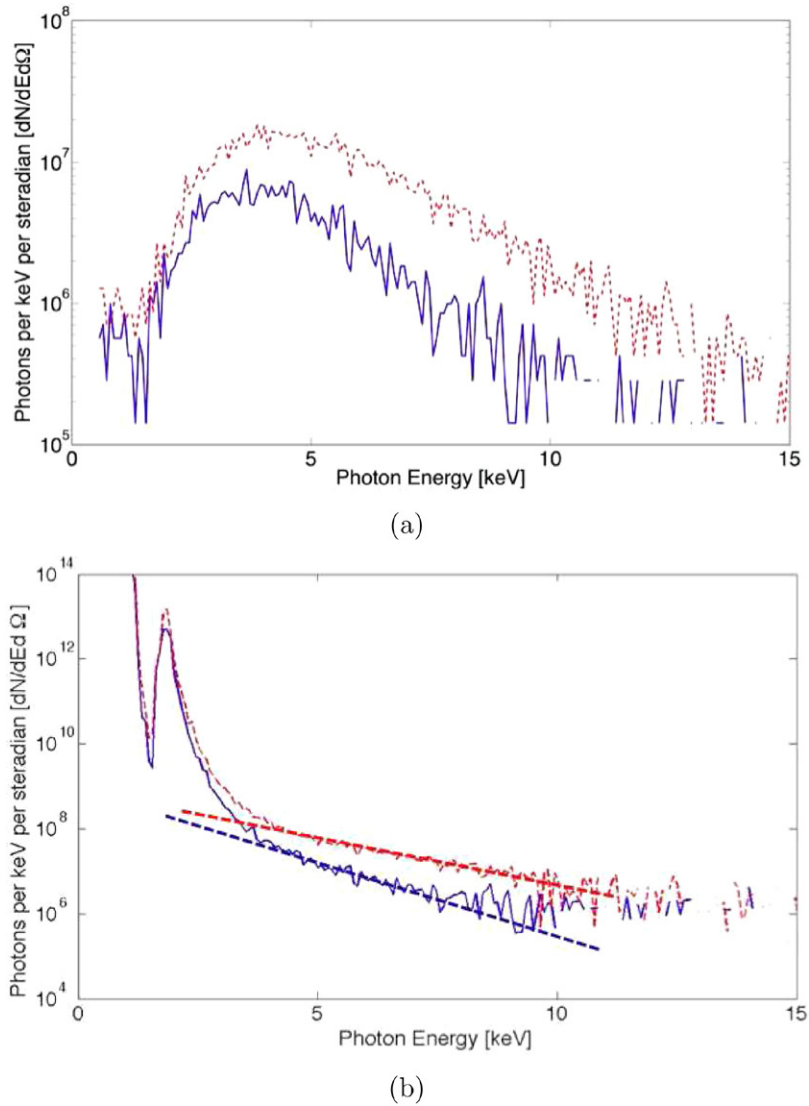 10^8
10^7
10^6
10^5
Photons per keV per steradian [dN/dEdΩ]
0 5 10 15
Photon Energy [keV]
(a)
10^14
10^12
10^10
10^8
10^6
10^4
Photons per keV per steradian [dN/dEd Ω]
0 5 10 15
Photon Energy [keV]
(b)